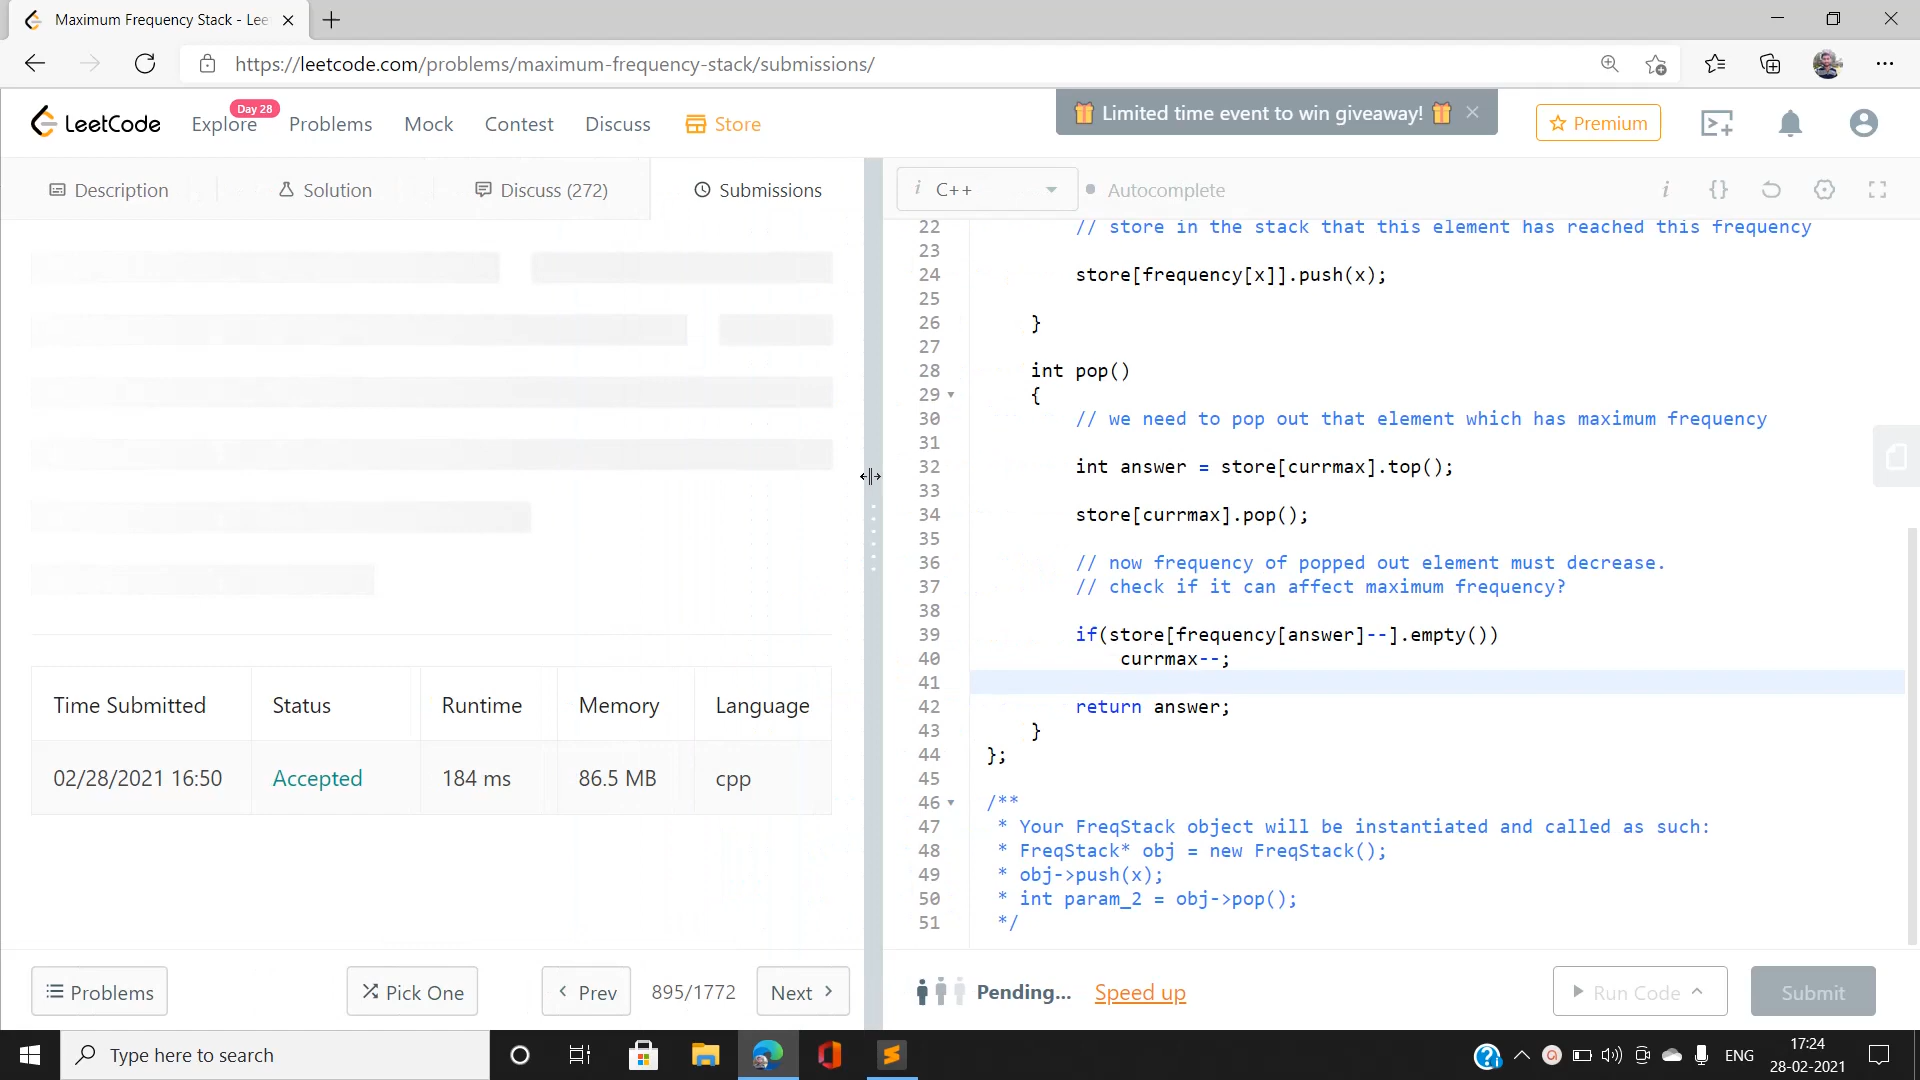 Maximum Frequency Stack - Lee
https://leetcode.com/problems/maximum-frequency-stack/submissions/
LeetCode
Explore
Day 28
Problems
Mock
Contest
Discuss
Store
Limited time event to win giveaway!
Premium
Description
Solution
Discuss (272)
Submissions
i C++
Autocomplete
i {}
22 // store in the stack that this element has reached this frequency
23
24 store[frequency[x]].push(x);
25
26 }
27
28 int pop()
29 {
30 // we need to pop out that element which has maximum frequency
31
32 int answer = store[currmax].top();
33
34 store[currmax].pop();
35
36 // now frequency of popped out element must decrease.
37 // check if it can affect maximum frequency?
38
39 if(store[frequency[answer]--].empty())
40 currmax--;
41
42 return answer;
43 }
44 };
45
46 /**
47 * Your FreqStack object will be instantiated and called as such:
48 * FreqStack* obj = new FreqStack();
49 * obj->push(x);
50 * int param_2 = obj->pop();
51 */
Time Submitted Status Runtime Memory Language
02/28/2021 16:50 Accepted 184 ms 86.5 MB cpp
Problems
Pick One
Prev
895/1772
Next
Pending...
Speed up
Run Code
Submit
Type here to search
ENG
17:24
28-02-2021